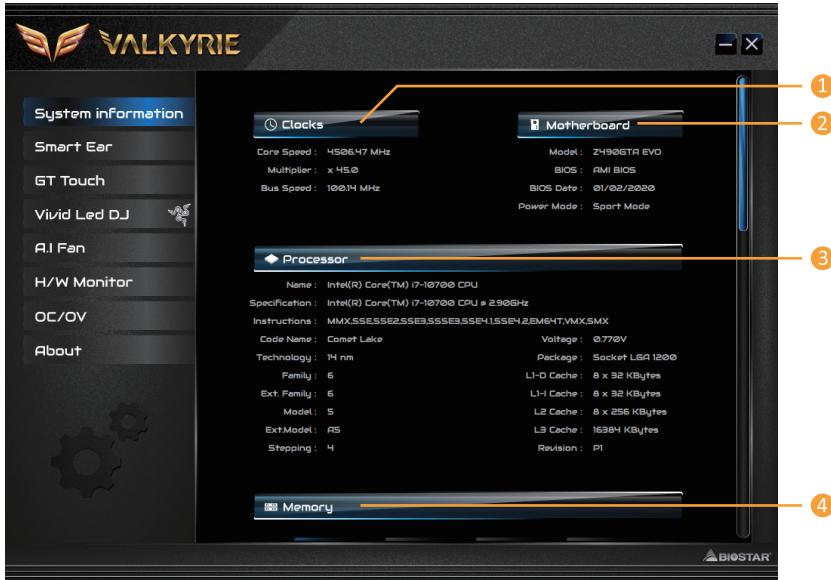 VALKYRIE
System information
Smart Ear
GT Touch
Vivid Led DJ
A.I Fan
H/W Monitor
OC/OV
About
Clocks
1
Core Speed : 4506.47 MHz
Multiplier : x 45.0
Bus Speed : 100.14 MHz
Motherboard
2
Model : Z490GTA EVO
BIOS : AMI BIOS
BIOS Date : 01/02/2020
Power Mode : Sport Mode
Processor
3
Name : Intel(R) Core(TM) i7-10700 CPU
Specification : Intel(R) Core(TM) i7-10700 CPU @ 2.90GHz
Instructions : MMX,SSE,SSE2,SSE3,SSSE3,SSE4.1,SSE4.2,EM64T,VMX,SMX
Code Name : Comet Lake
Technology : 14 nm
Family : 6
Ext. Family : 6
Model : 5
Ext.Model : A5
Stepping : 4
Voltage : 0.770V
Package : Socket LGA 1200
L1-D Cache : 8 x 32 KBytes
L1-I Cache : 8 x 32 KBytes
L2 Cache : 8 x 256 KBytes
L3 Cache : 16384 KBytes
Revision : P1
Memory
4
BIOSTAR